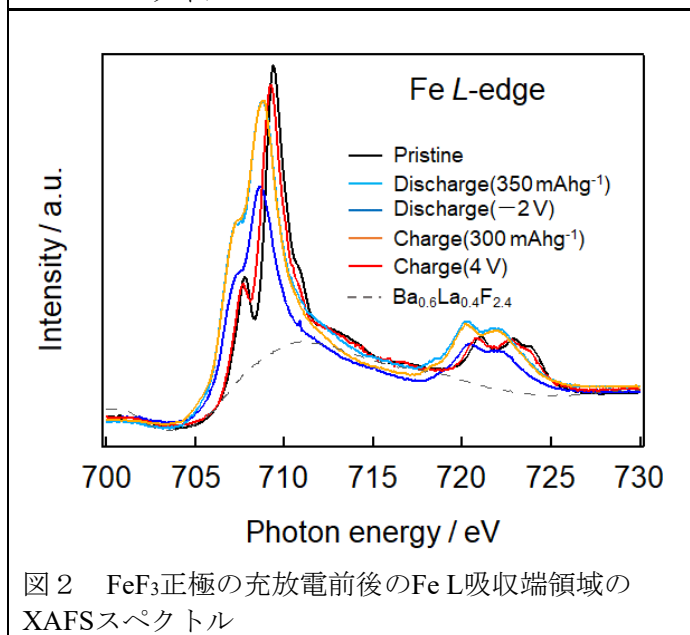 Fe L-edge
Pristine
Discharge(350 mAhg⁻¹)
Discharge(－2 V)
Charge(300 mAhg⁻¹)
Charge(4 V)
Ba₀.₆La₀.₄F₂.₄
Intensity / a.u.
700 705 710 715 720 725 730
Photon energy / eV
図２　FeF₃正極の充放電前後のFe L吸収端領域の
XAFSスペクトル